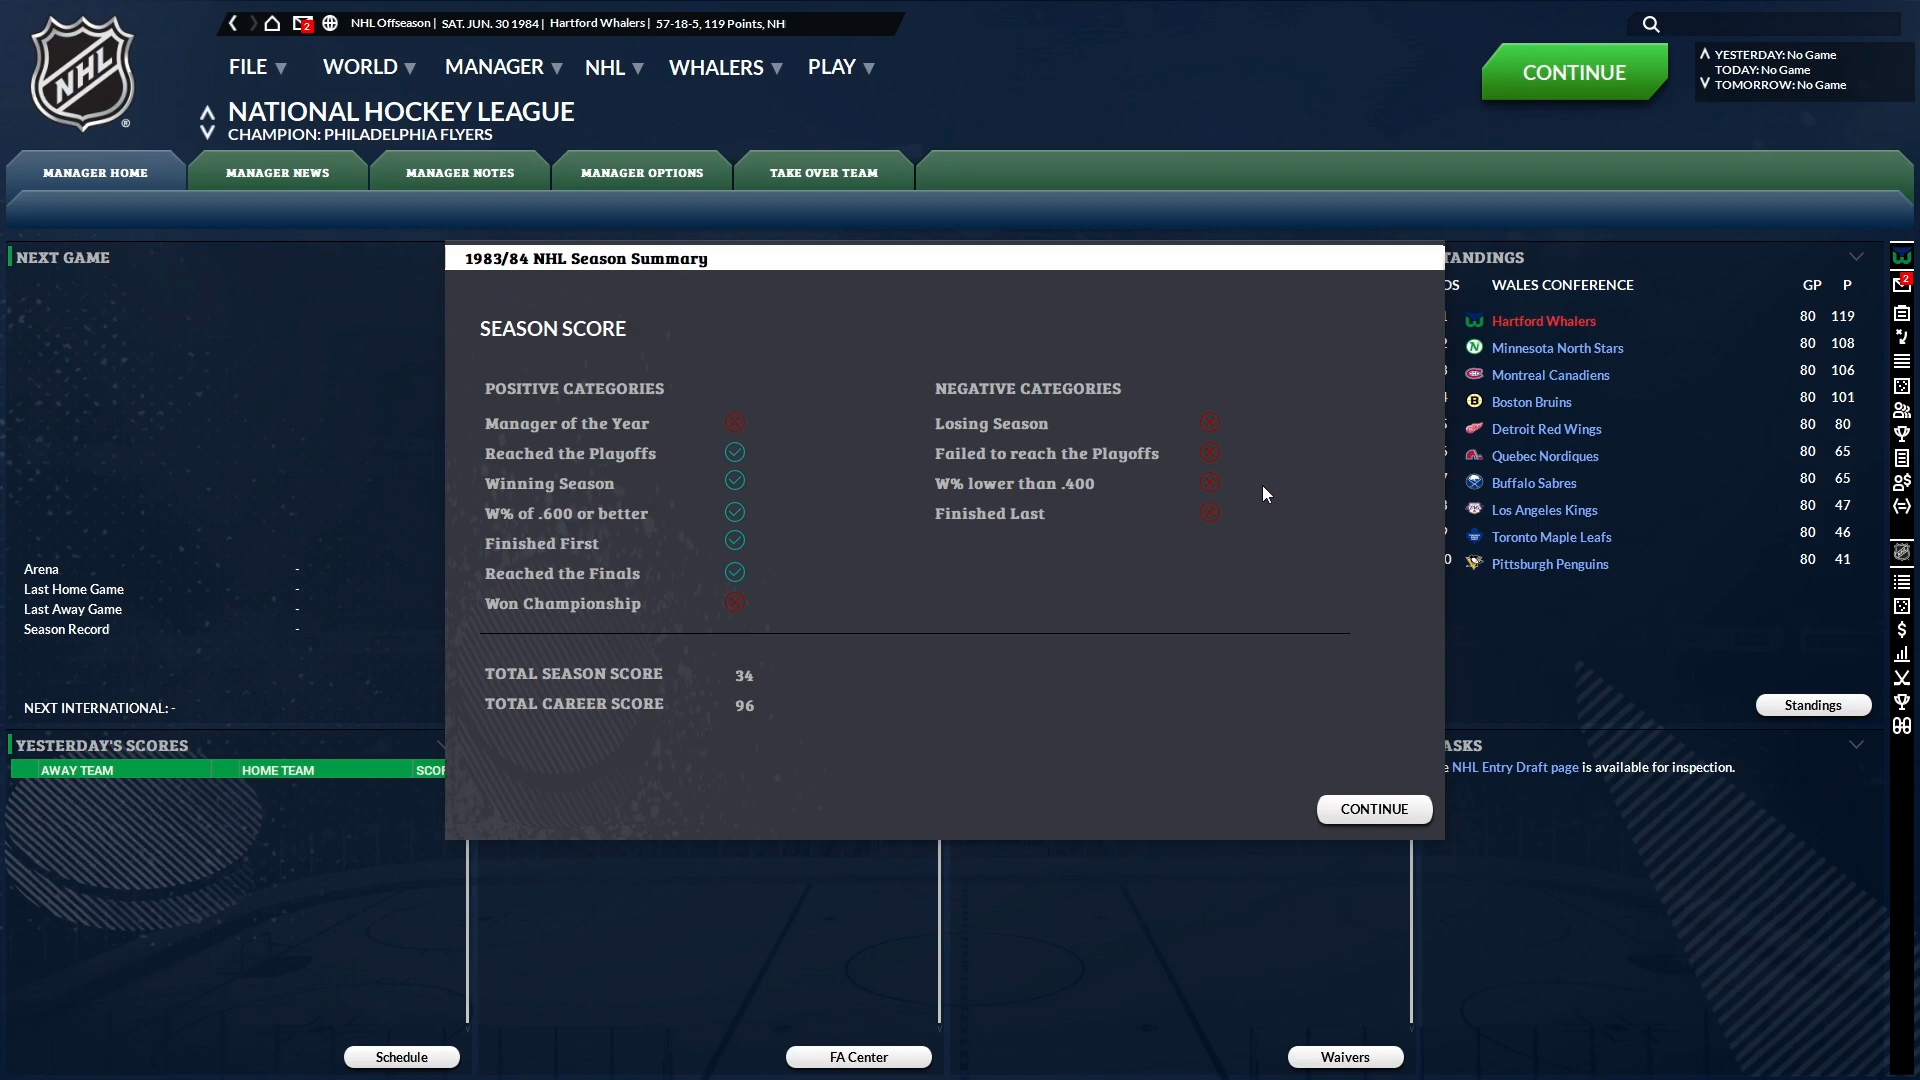 NHL Offseason | SAT. JUN. 30 1984 | Hartford Whalers | 57-18-5, 119 Points, NH
2
FILE WORLD MANAGER NHL WHALERS PLAY
CONTINUE
YESTERDAY: No Game
TODAY: No Game
TOMORROW: No Game
NHL
NATIONAL HOCKEY LEAGUE
CHAMPION: PHILADELPHIA FLYERS
MANAGER HOME MANAGER NEWS MANAGER NOTES MANAGER OPTIONS TAKE OVER TEAM
NEXT GAME
Arena -
Last Home Game -
Last Away Game -
Season Record -
NEXT INTERNATIONAL: -
YESTERDAY'S SCORES
AWAY TEAM HOME TEAM SCOR
Schedule
1983/84 NHL Season Summary
SEASON SCORE
POSITIVE CATEGORIES
Manager of the Year
Reached the Playoffs
Winning Season
W% of .600 or better
Finished First
Reached the Finals
Won Championship
NEGATIVE CATEGORIES
Losing Season
Failed to reach the Playoffs
W% lower than .400
Finished Last
TOTAL SEASON SCORE 34
TOTAL CAREER SCORE 96
CONTINUE
FA Center
Waivers
TANDINGS
OS WALES CONFERENCE GP P
Hartford Whalers 80 119
Minnesota North Stars 80 108
Montreal Canadiens 80 106
Boston Bruins 80 101
Detroit Red Wings 80 80
Quebec Nordiques 80 65
Buffalo Sabres 80 65
Los Angeles Kings 80 47
Toronto Maple Leafs 80 46
0 Pittsburgh Penguins 80 41
Standings
ASKS
e NHL Entry Draft page is available for inspection.
2